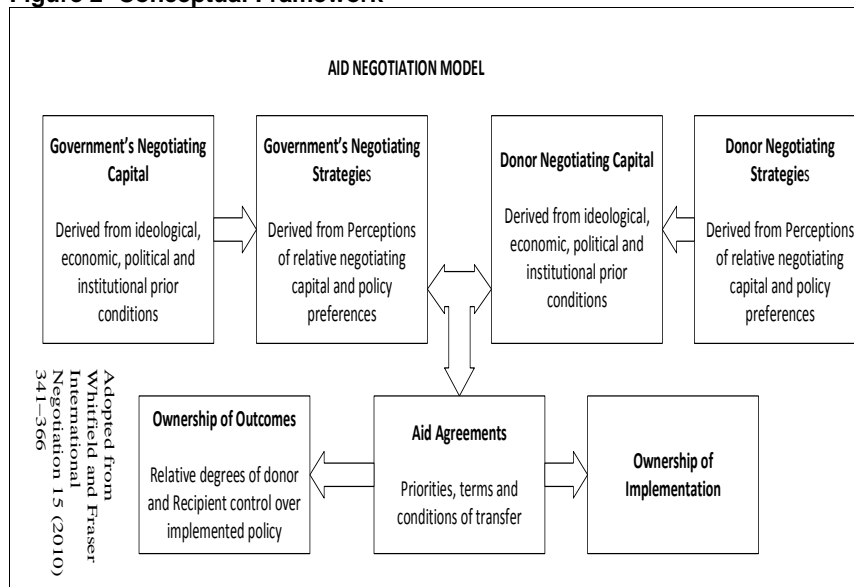 Figure 2 Conceptual Framework
AID NEGOTIATION MODEL
Government's Negotiating
Capital
Derived from ideological,
economic, political and
institutional prior
conditions
Government's Negotiating
Strategies
Derived from Perceptions
of relative negotiating
capital and policy
preferences
Donor Negotiating Capital
Derived from ideological,
economic, political and
institutional prior
conditions
Donor Negotiating
Strategies
Derived from Perceptions
of relative negotiating
capital and policy
preferences
Adopted from
Whitfield and Fraser
International
Negotiation 15 (2010)
341–366
Ownership of Outcomes
Relative degrees of donor
and Recipient control over
implemented policy
Aid Agreements
Priorities, terms and
conditions of transfer
Ownership of
Implementation